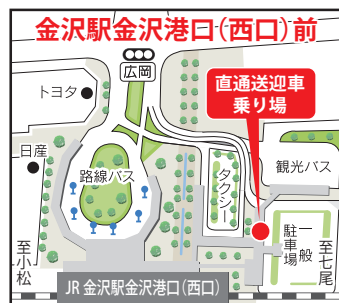 金沢駅金沢港口(西口)前
広岡
直通送迎車
乗り場
トヨタ
日産
路線バス
タクシー
観光バス
一般
駐車場
至小松
至七尾
JR 金沢駅金沢港口(西口)